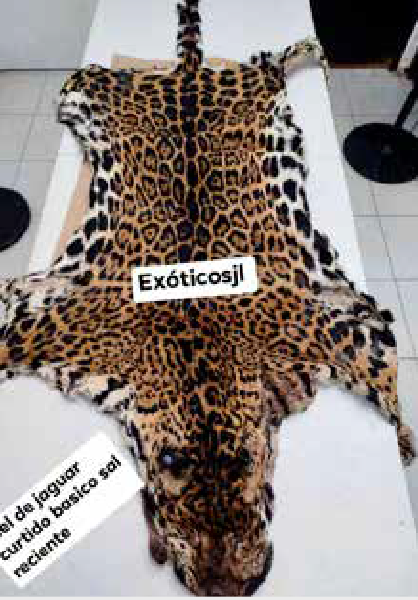 Exóticosjl
el de jaguar
curtido basico sal
reciente